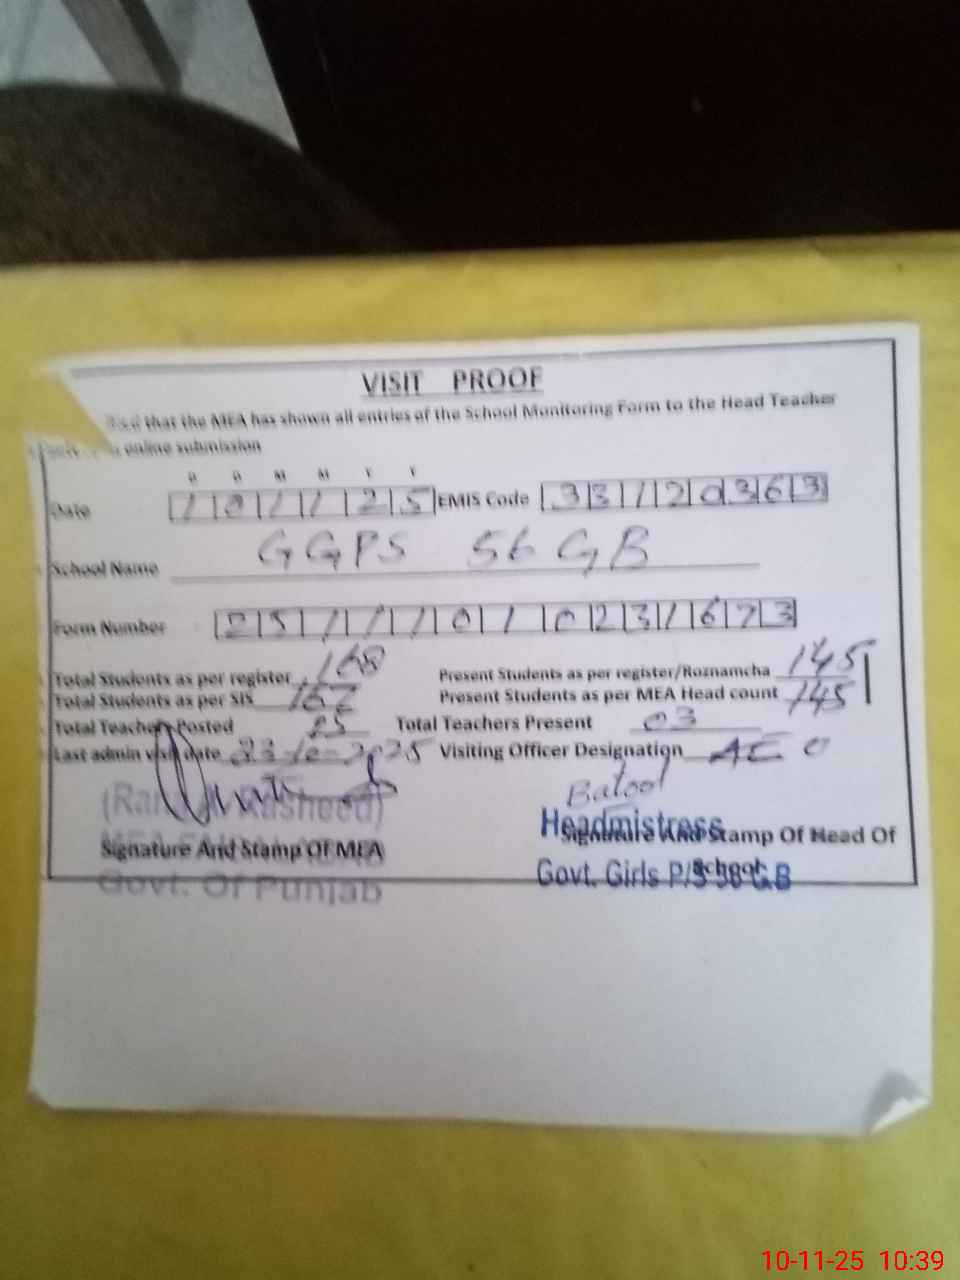 VISIT PROOF
that the MEA has shown all entries of the School Monitoring Form to the Head Teacher
online submission
D D M M Y Y
Date 1 0 1 1 2 5 EMIS Code 3 3 1 2 0 3 6 3
School Name GGPS 56 GB
Form Number 2 5 1 1 1 0 1 0 2 3 1 6 7 3
Total Students as per register 168 Present Students as per register/Roznamcha 145
Total Students as per SIS 167 Present Students as per MEA Head count 145
Total Teachers Posted 05 Total Teachers Present 03
Last admin visit date 23-10-2025 Visiting Officer Designation AEO
Batool
Rasheed)
Headmistress
Signature And Stamp Of MEA Signature And Stamp Of Head Of
School
Govt. Of Punjab Govt. Girls P/S 56 G.B
10-11-25 10:39